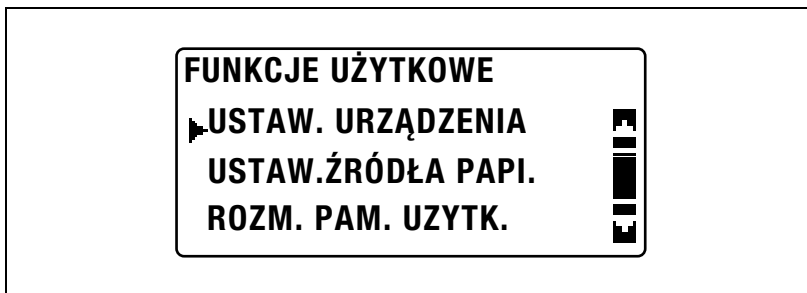 FUNKCJE UŻYTKOWE
USTAW. URZĄDZENIA
USTAW.ŹRÓDŁA PAPI.
ROZM. PAM. UZYTK.